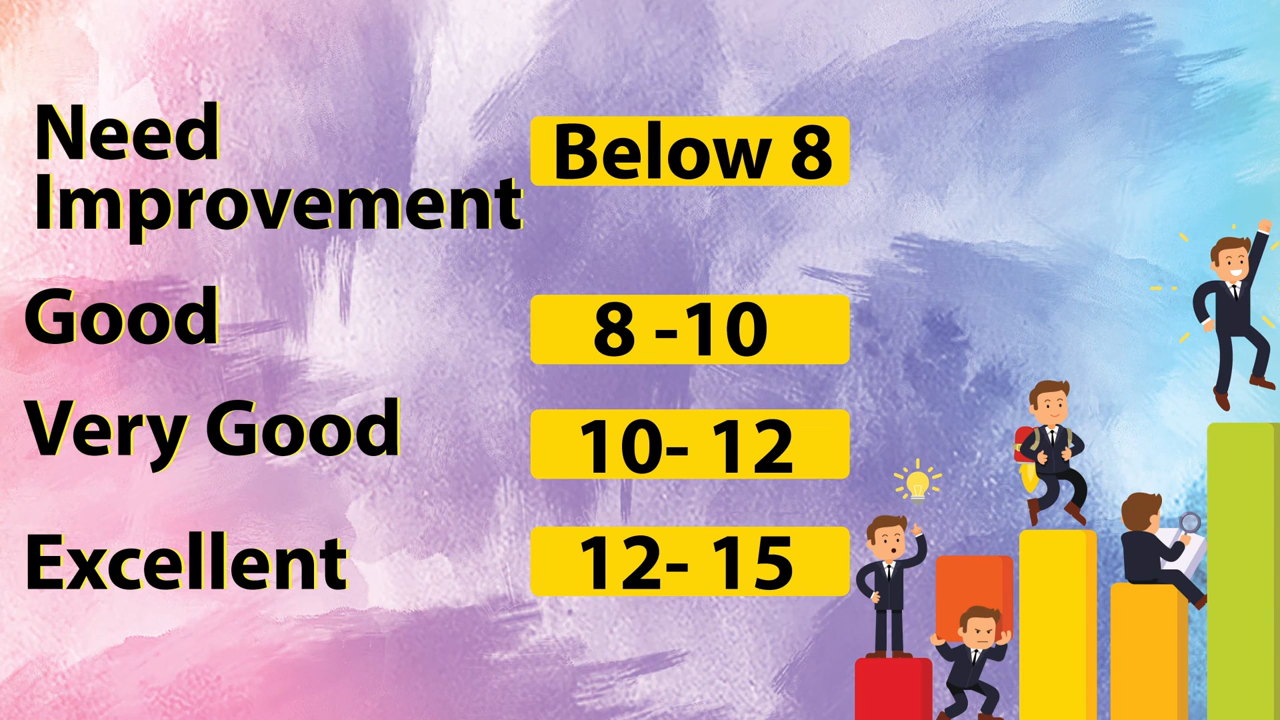 Need
Improvement
Below 8
Good
8 -10
Very Good
10- 12
Excellent
12- 15